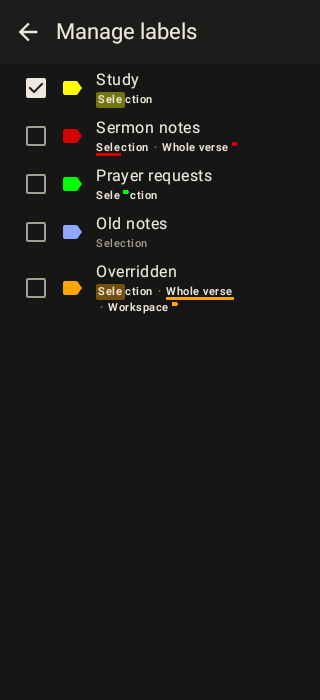 Manage labels
Study
Selection
Sermon notes
Selection · Whole verse
Prayer requests
Selection
Old notes
Selection
Overridden
Selection · Whole verse
· Workspace